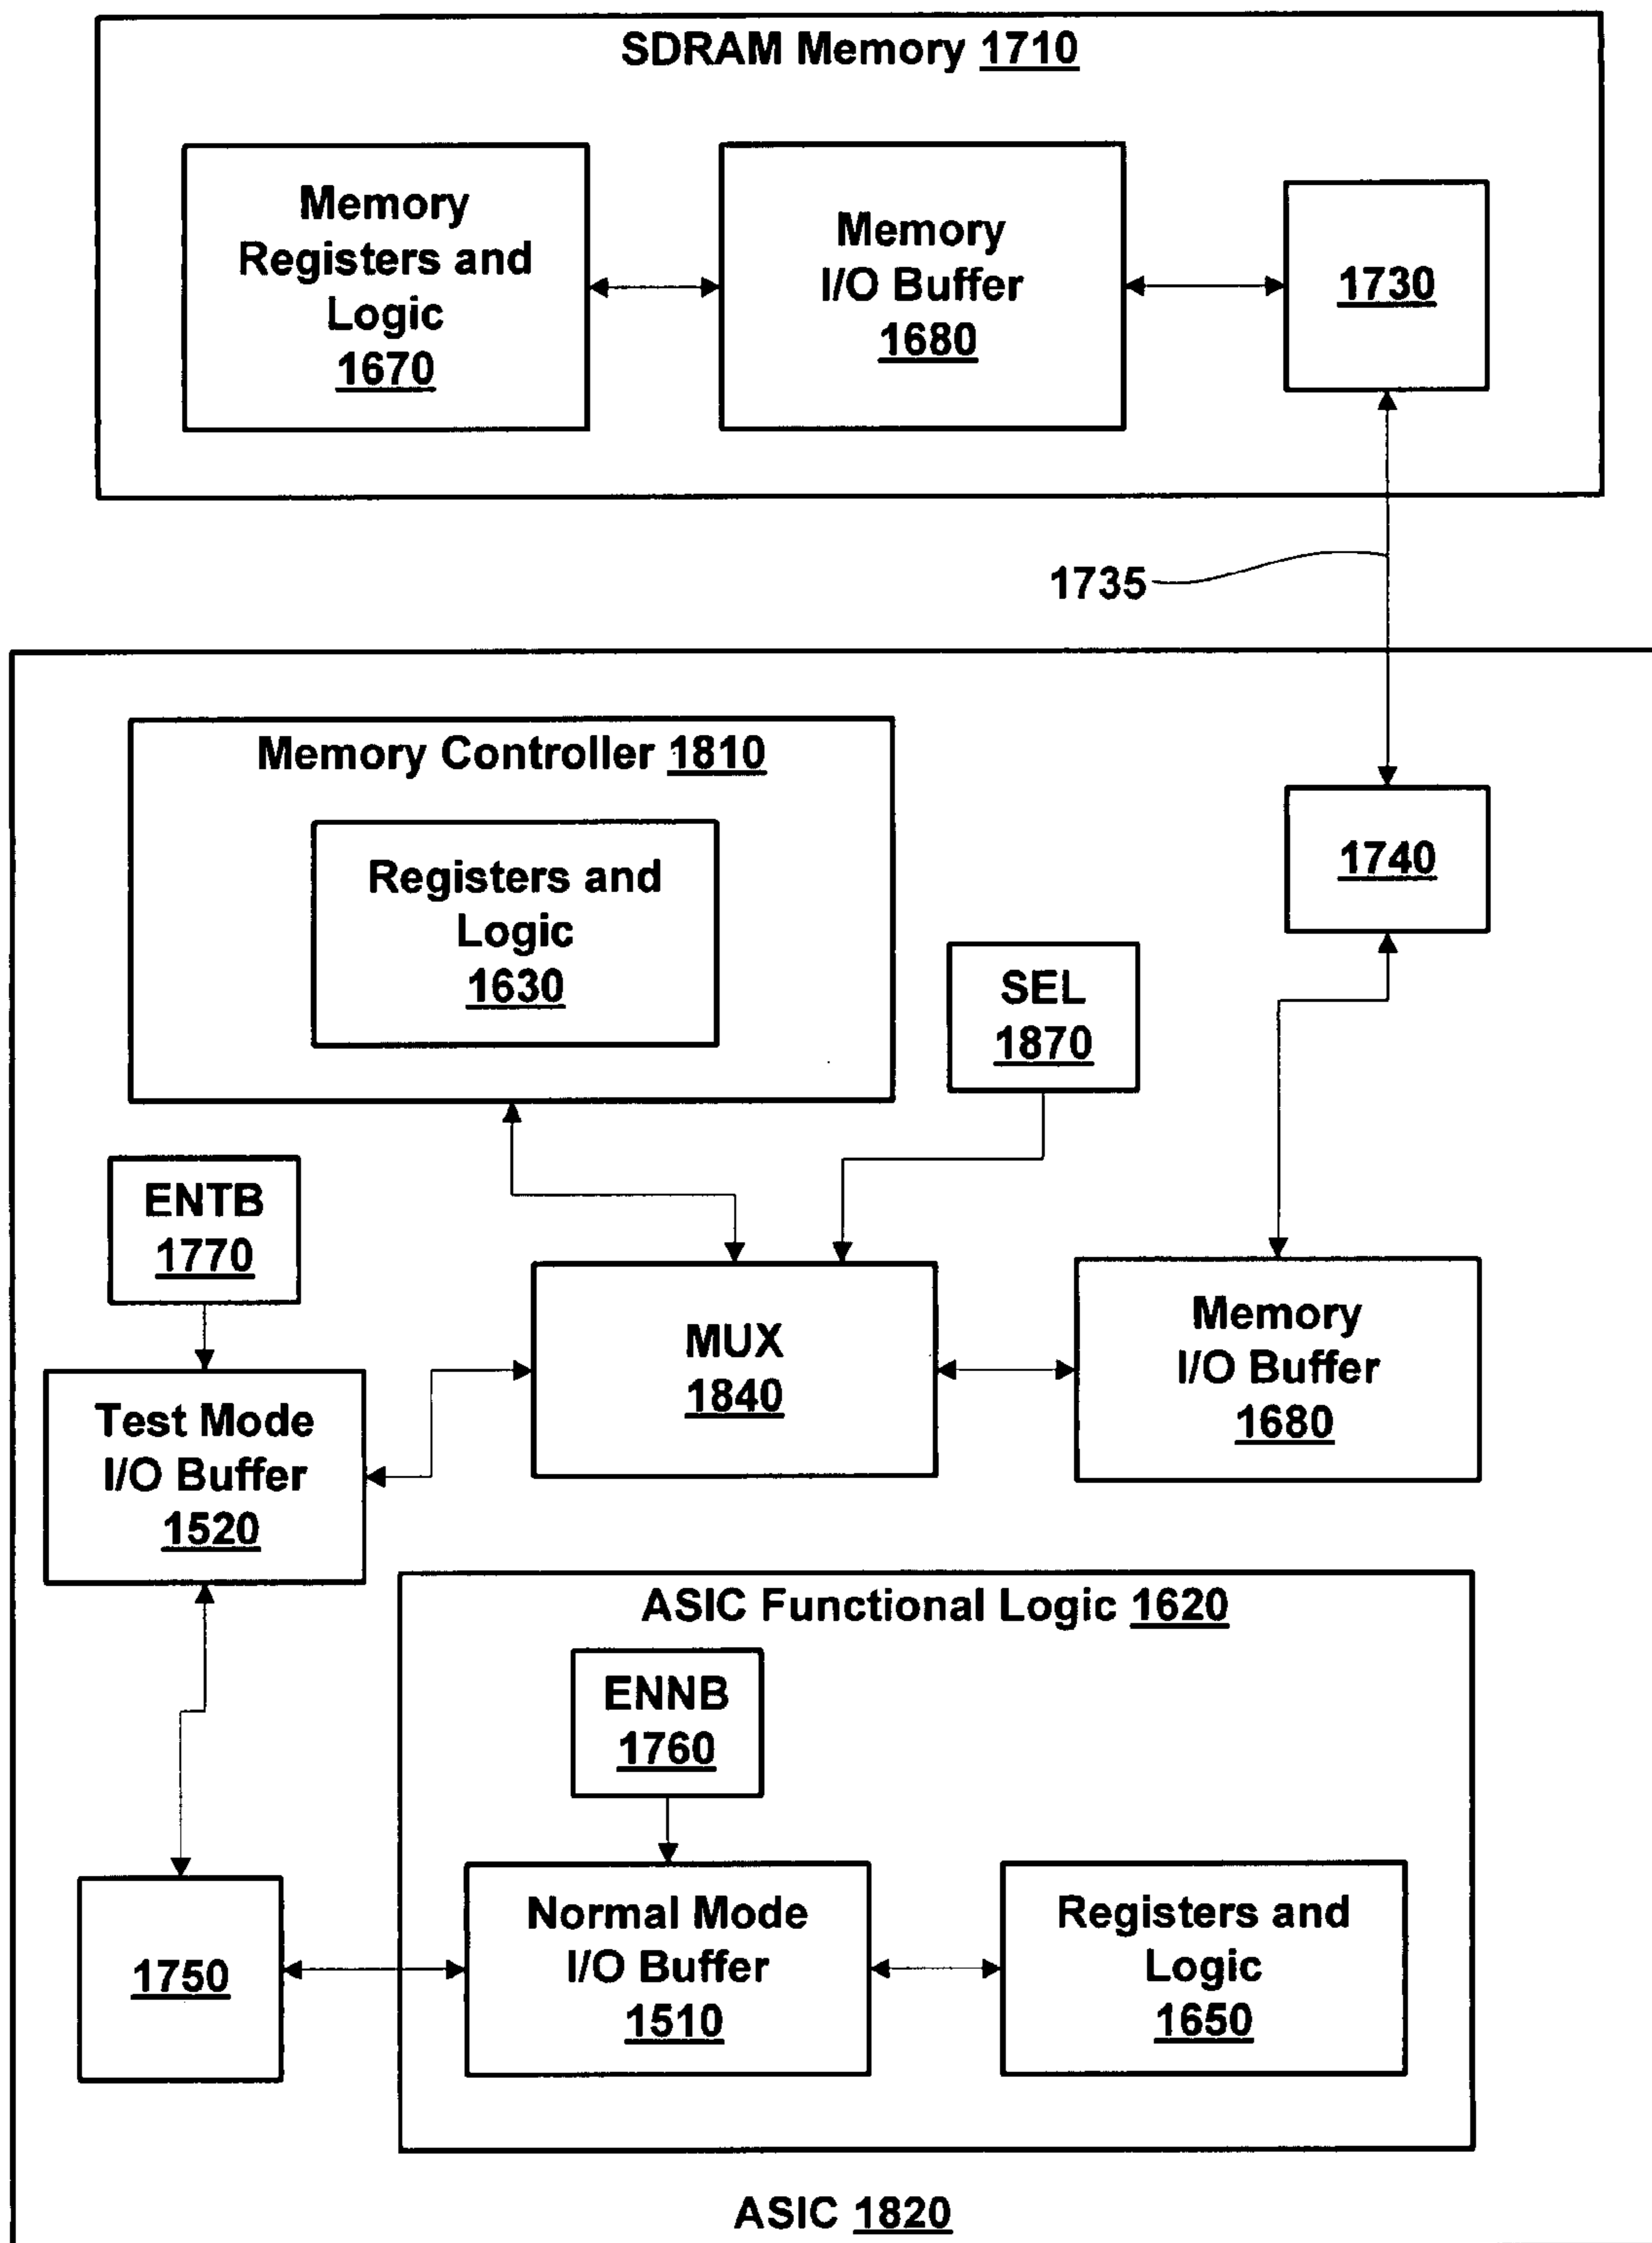 SDRAM Memory 1710
Memory
Registers and
Logic
1670
Memory
I/O Buffer
1680
1730
1735
Memory Controller 1810
Registers and
Logic
1630
1740
SEL
1870
ENTB
1770
MUX
1840
Memory
I/O Buffer
1680
Test Mode
I/O Buffer
1520
ASIC Functional Logic 1620
ENNB
1760
1750
Normal Mode
I/O Buffer
1510
Registers and
Logic
1650
ASIC 1820